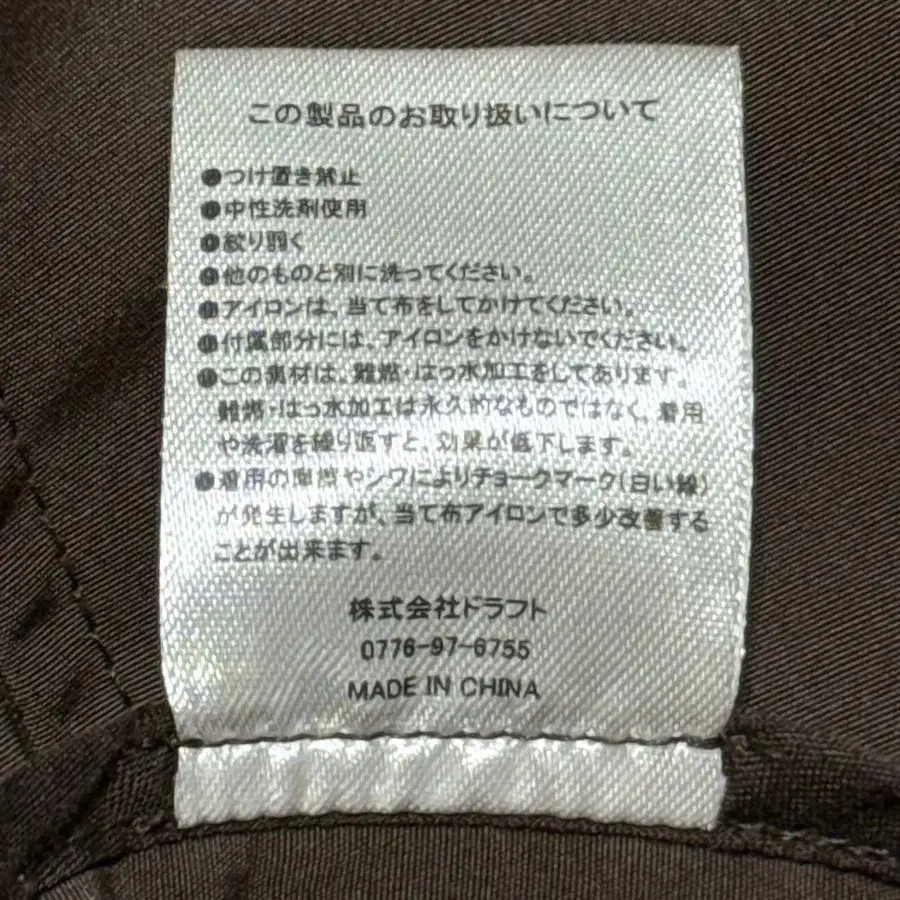 この製品のお取り扱いについて
●つけ置き禁止
●中性洗剤使用
●絞り弱く
●他のものと別に洗ってください。
●アイロンは、当て布をしてかけてください。
●付属部分には、アイロンをかけないでください。
●この素材は、難燃・はっ水加工をしてあります。
難燃・はっ水加工は永久的なものではなく、着用
や洗濯を繰り返すと、効果が低下します。
●着用の摩擦やシワによりチョークマーク(白い線)
が発生しますが、当て布アイロンで多少改善する
ことが出来ます。
株式会社ドラフト
0776-97-6755
MADE IN CHINA